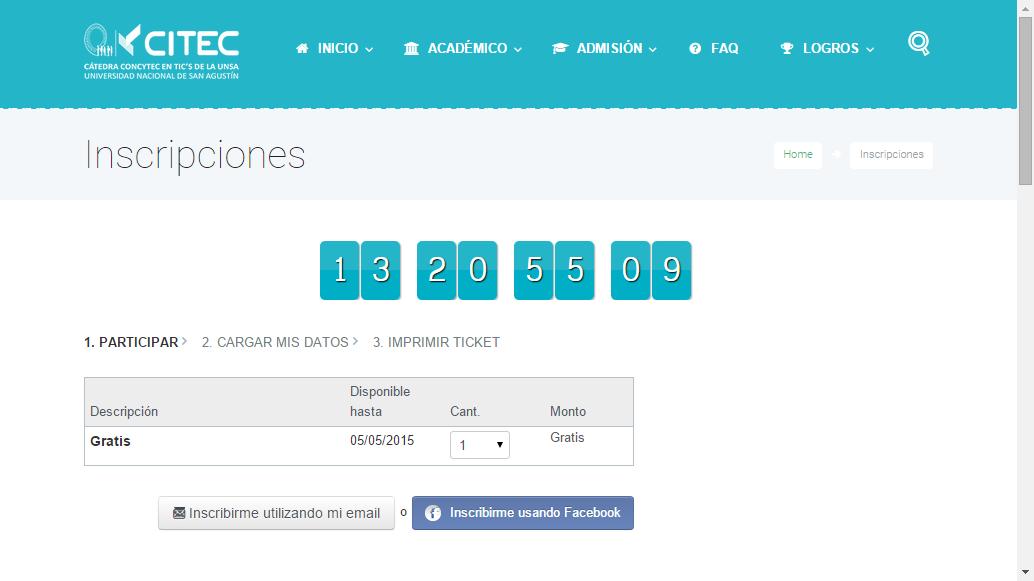 CITEC
CÁTEDRA CONCYTEC EN TIC'S DE LA UNSA
UNIVERSIDAD NACIONAL DE SAN AGUSTÍN
INICIO ACADÉMICO ADMISIÓN FAQ LOGROS
Inscripciones
Home Inscripciones
13 20 55 09
1. PARTICIPAR 2. CARGAR MIS DATOS 3. IMPRIMIR TICKET
Descripción Disponible hasta Cant. Monto
Gratis 05/05/2015 1 Gratis
Inscribirme utilizando mi email o Inscribirme usando Facebook